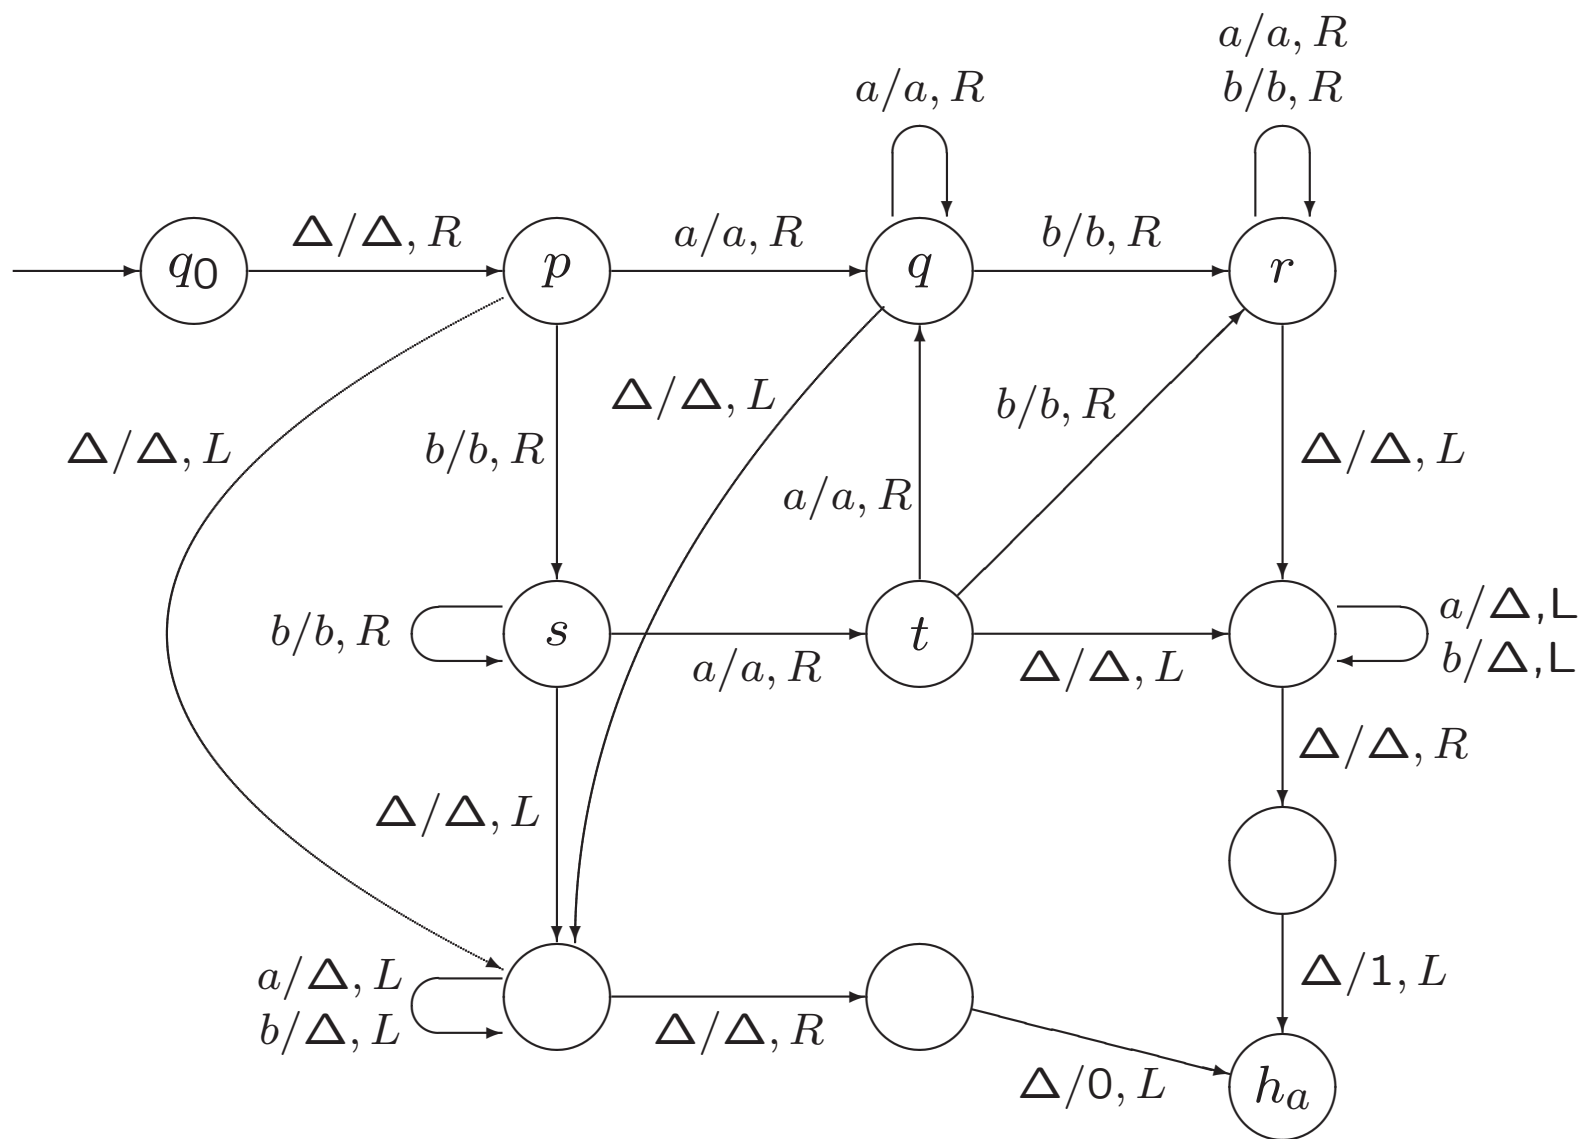 a/a, R
b/b, R
a/a, R
Δ/Δ, R
a/a, R
b/b, R
q0
p
q
r
Δ/Δ, L
b/b, R
Δ/Δ, L
b/b, R
Δ/Δ, L
a/a, R
b/b, R
s
t
a/Δ,L
b/Δ,L
a/a, R
Δ/Δ, L
Δ/Δ, R
Δ/Δ, L
a/Δ, L
b/Δ, L
Δ/Δ, R
Δ/1, L
Δ/0, L
ha